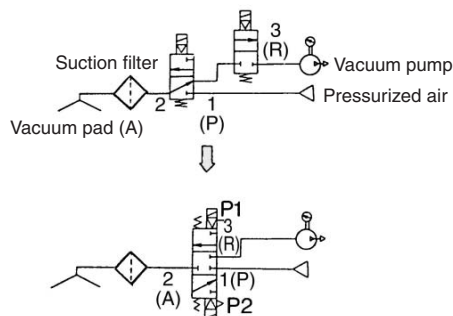 3
(R)
Suction filter
Vacuum pump
2
1
(P)
Pressurized air
Vacuum pad (A)
P1
3
(R)
2
(A)
1(P)
P2